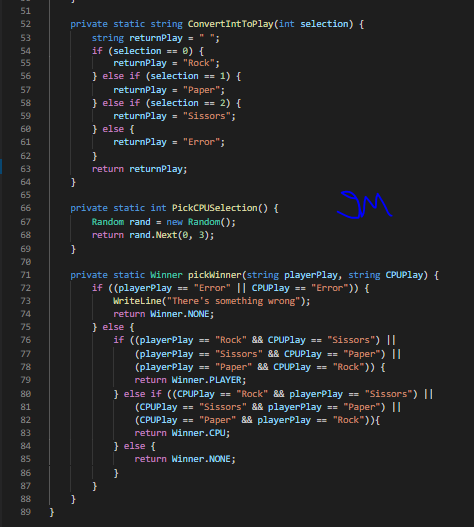 51
52 private static string ConvertIntToPlay(int selection) {
53 string returnPlay = " ";
54 if (selection == 0) {
55 returnPlay = "Rock";
56 } else if (selection == 1) {
57 returnPlay = "Paper";
58 } else if (selection == 2) {
59 returnPlay = "Sissors";
60 } else {
61 returnPlay = "Error";
62 }
63 return returnPlay;
64 }
65
66 private static int PickCPUSelection() {
67 Random rand = new Random();
68 return rand.Next(0, 3);
69 }
70
71 private static Winner pickWinner(string playerPlay, string CPUPlay) {
72 if ((playerPlay == "Error" || CPUPlay == "Error")) {
73 WriteLine("There's something wrong");
74 return Winner.NONE;
75 } else {
76 if ((playerPlay == "Rock" && CPUPlay == "Sissors") ||
77 (playerPlay == "Sissors" && CPUPlay == "Paper") ||
78 (playerPlay == "Paper" && CPUPlay == "Rock")) {
79 return Winner.PLAYER;
80 } else if ((CPUPlay == "Rock" && playerPlay == "Sissors") ||
81 (CPUPlay == "Sissors" && playerPlay == "Paper") ||
82 (CPUPlay == "Paper" && playerPlay == "Rock")){
83 return Winner.CPU;
84 } else {
85 return Winner.NONE;
86 }
87 }
88 }
89 }